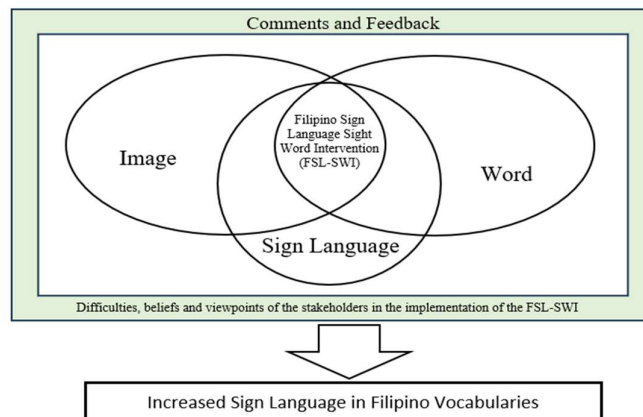 Comments and Feedback
Filipino Sign
Language Sight
Word Intervention
(FSL-SWI)
Image
Word
Sign Language
Difficulties, beliefs and viewpoints of the stakeholders in the implementation of the FSL-SWI
Increased Sign Language in Filipino Vocabularies